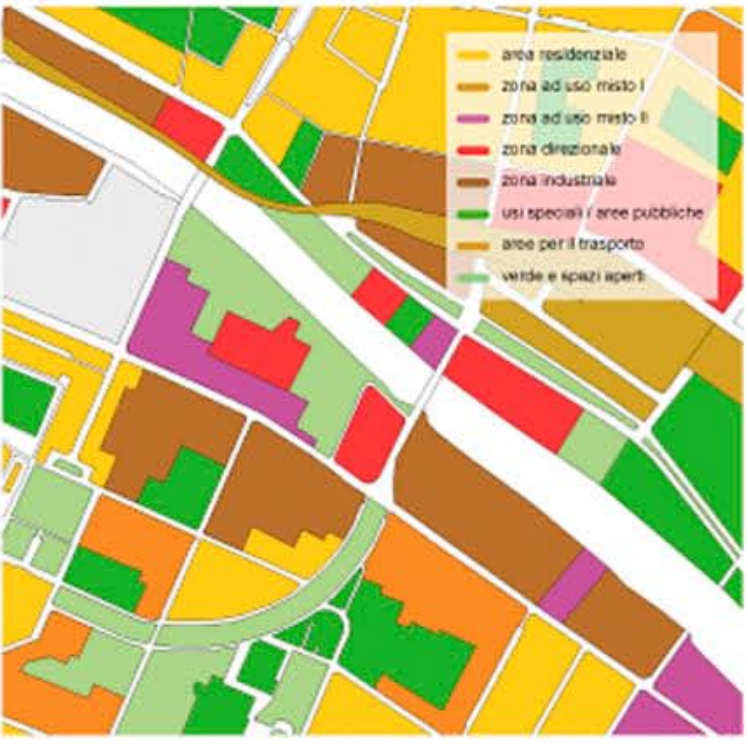 area residenziale
zona ad uso misto I
zona ad uso misto II
zona direzionale
zona industriale
usi speciali / aree pubbliche
aree per il trasporto
verde e spazi aperti